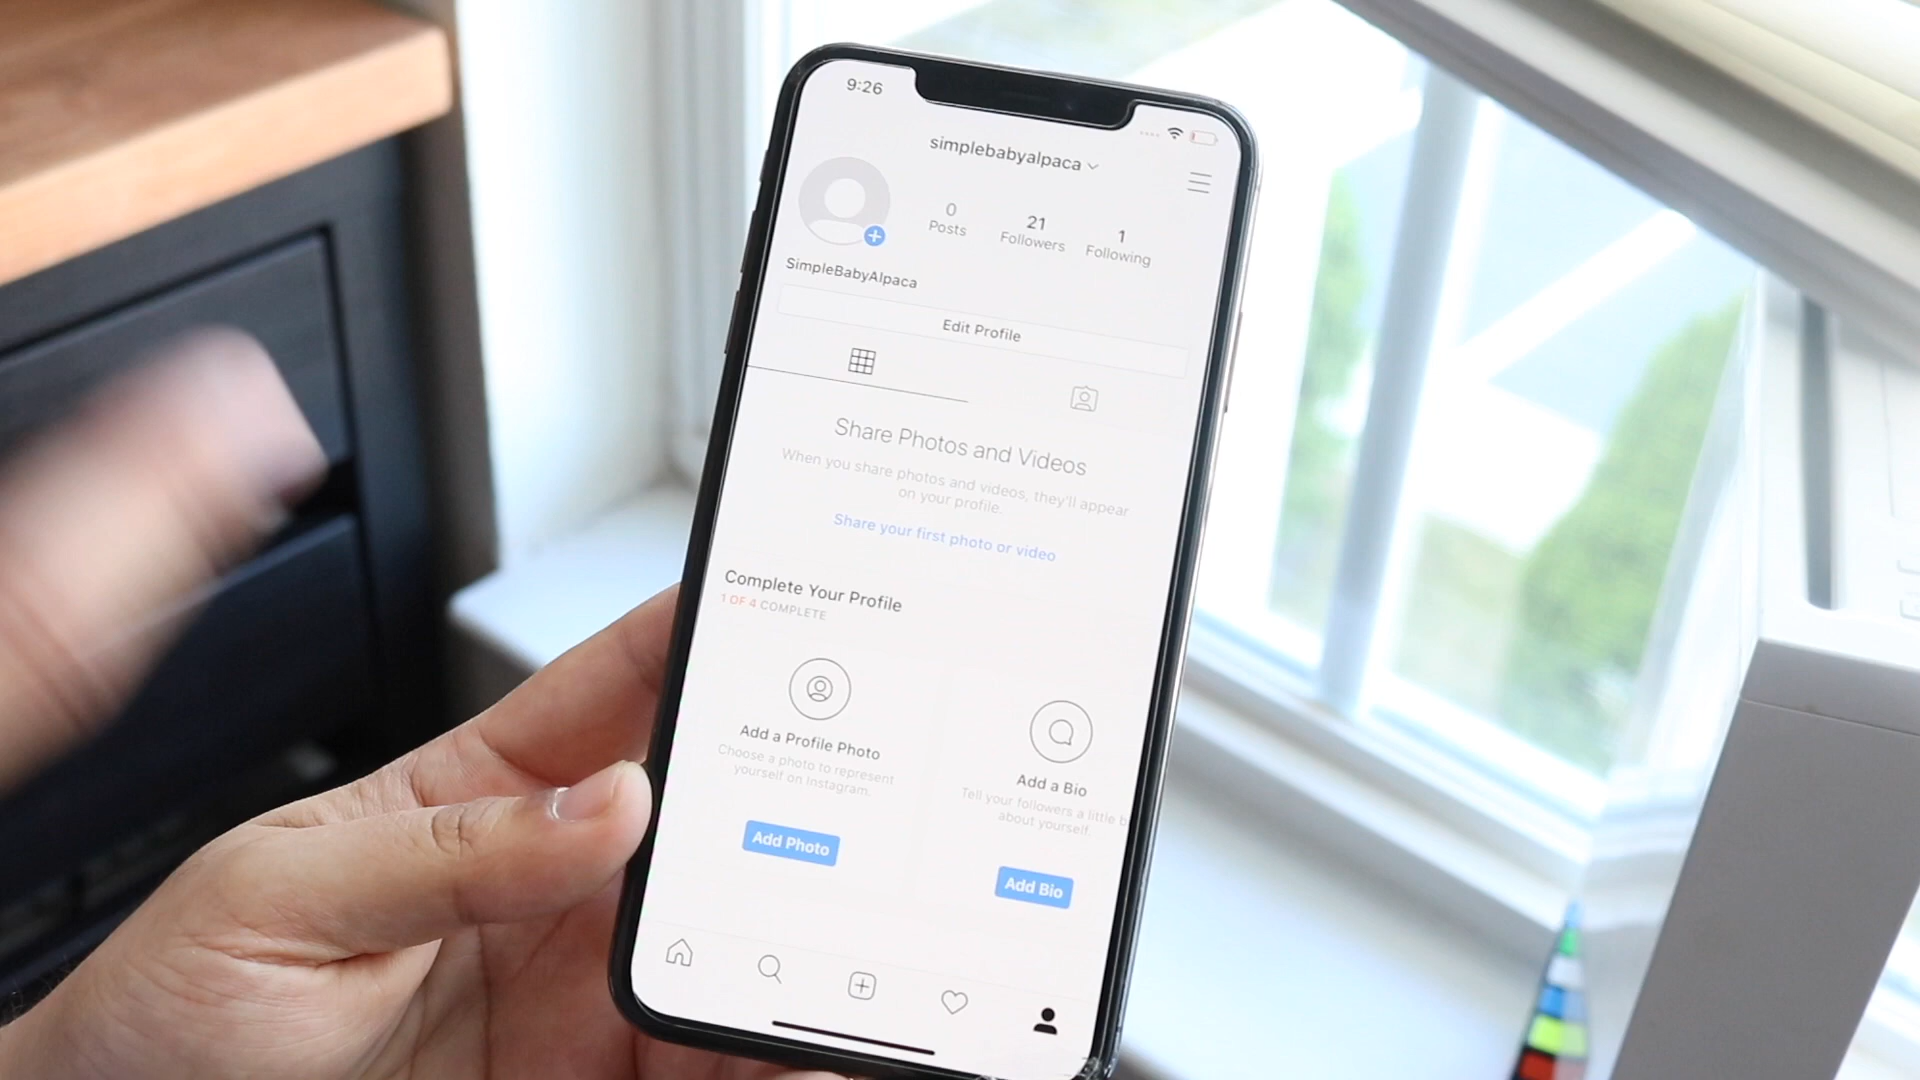 9:26
simplebabyalpaca
0
Posts
21
Followers
1
Following
SimpleBabyAlpaca
Edit Profile
Share Photos and Videos
When you share photos and videos, they'll appear
on your profile.
Share your first photo or video
Complete Your Profile
1 OF 4 COMPLETE
Add a Profile Photo
Choose a photo to represent
yourself on Instagram.
Add Photo
Add a Bio
Tell your followers a little b
about yourself.
Add Bio